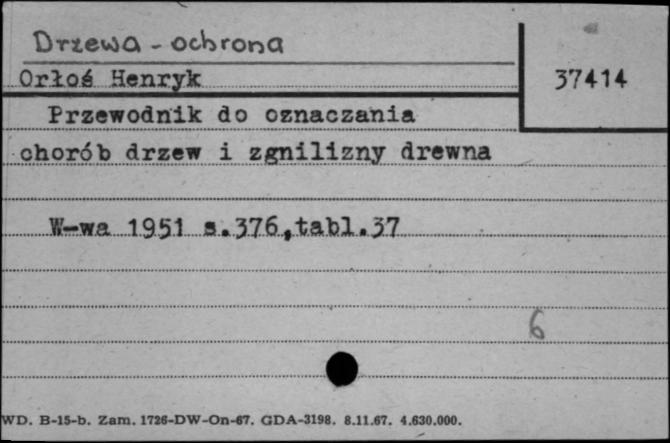 Drzewa - ochrona
Orłoś Henryk
37414
Przewodnik do oznaczania
chorób drzew i zgnilizny drewna
W-wa 1951 s.376,tabl.37
6
WD. B-15-b. Zam. 1726-DW-On-67. GDA-3198. 8.11.67. 4.630.000.